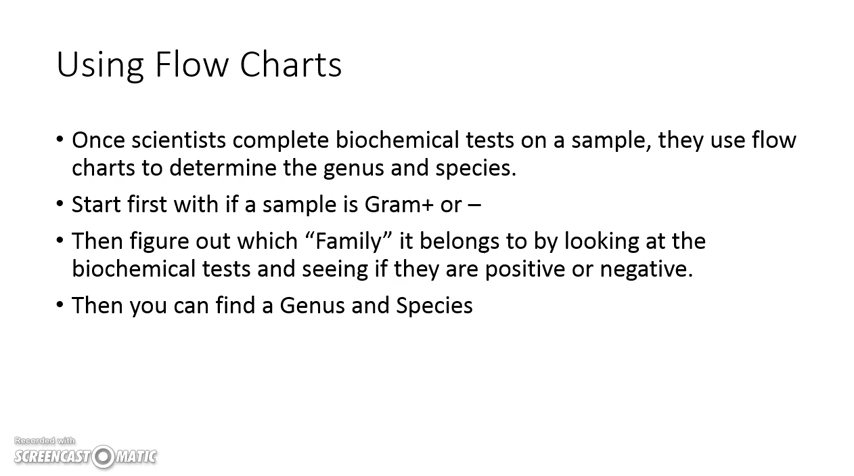 Using Flow Charts
• Once scientists complete biochemical tests on a sample, they use flow
charts to determine the genus and species.
• Start first with if a sample is Gram+ or –
• Then figure out which “Family” it belongs to by looking at the
biochemical tests and seeing if they are positive or negative.
• Then you can find a Genus and Species
Recorded with
SCREENCAST MATIC